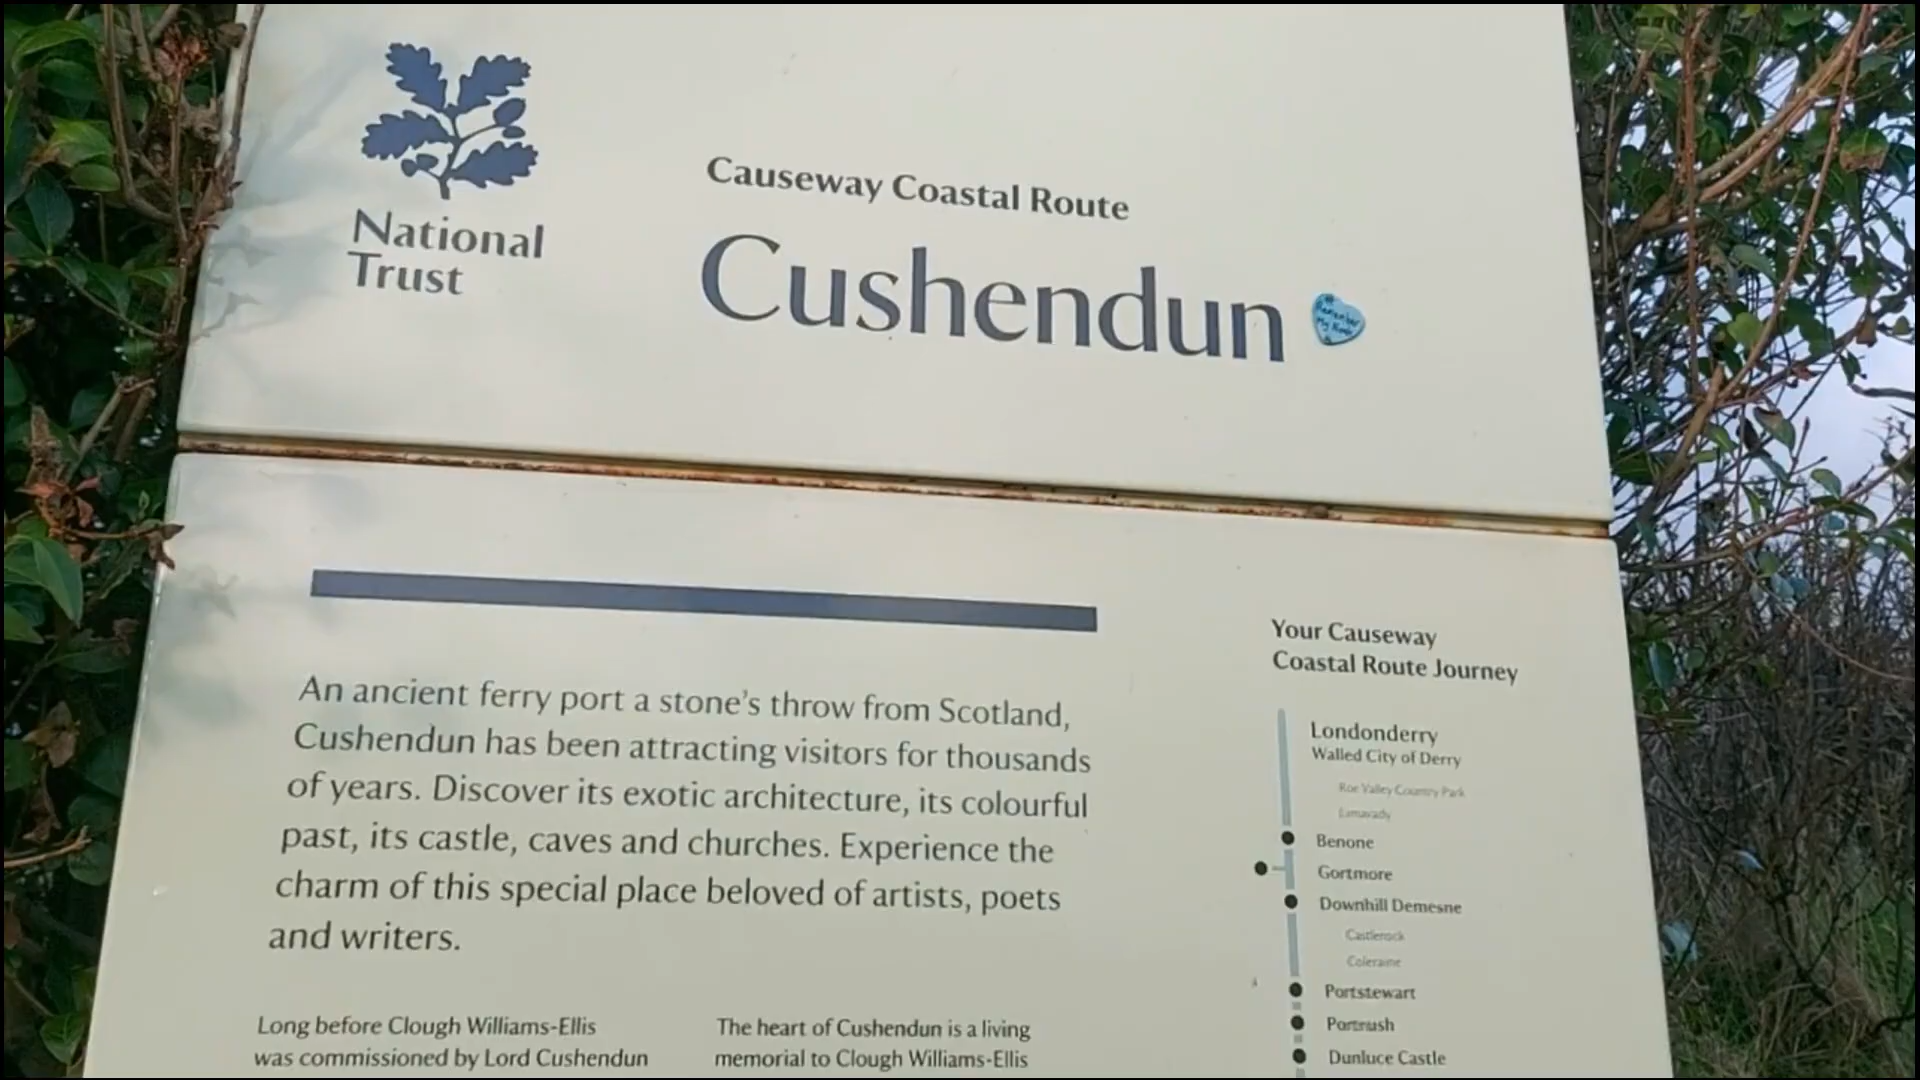 National
Trust
Causeway Coastal Route
Cushendun
Remember
My Name
An ancient ferry port a stone's throw from Scotland,
Cushendun has been attracting visitors for thousands
of years. Discover its exotic architecture, its colourful
past, its castle, caves and churches. Experience the
charm of this special place beloved of artists, poets
and writers.
Long before Clough Williams-Ellis
was commissioned by Lord Cushendun
The heart of Cushendun is a living
memorial to Clough Williams-Ellis
Your Causeway
Coastal Route Journey
Londonderry
Walled City of Derry
Roe Valley Country Park
Limavady
Benone
Gortmore
Downhill Demesne
Castlerock
Coleraine
Portstewart
Portrush
Dunluce Castle